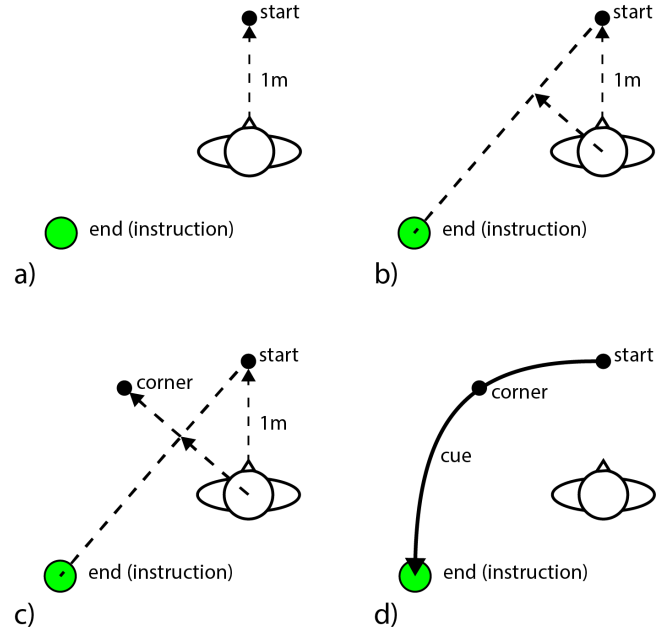 start
1m
end (instruction)
a)
start
1m
end (instruction)
b)
start
corner
1m
end (instruction)
c)
start
corner
cue
end (instruction)
d)